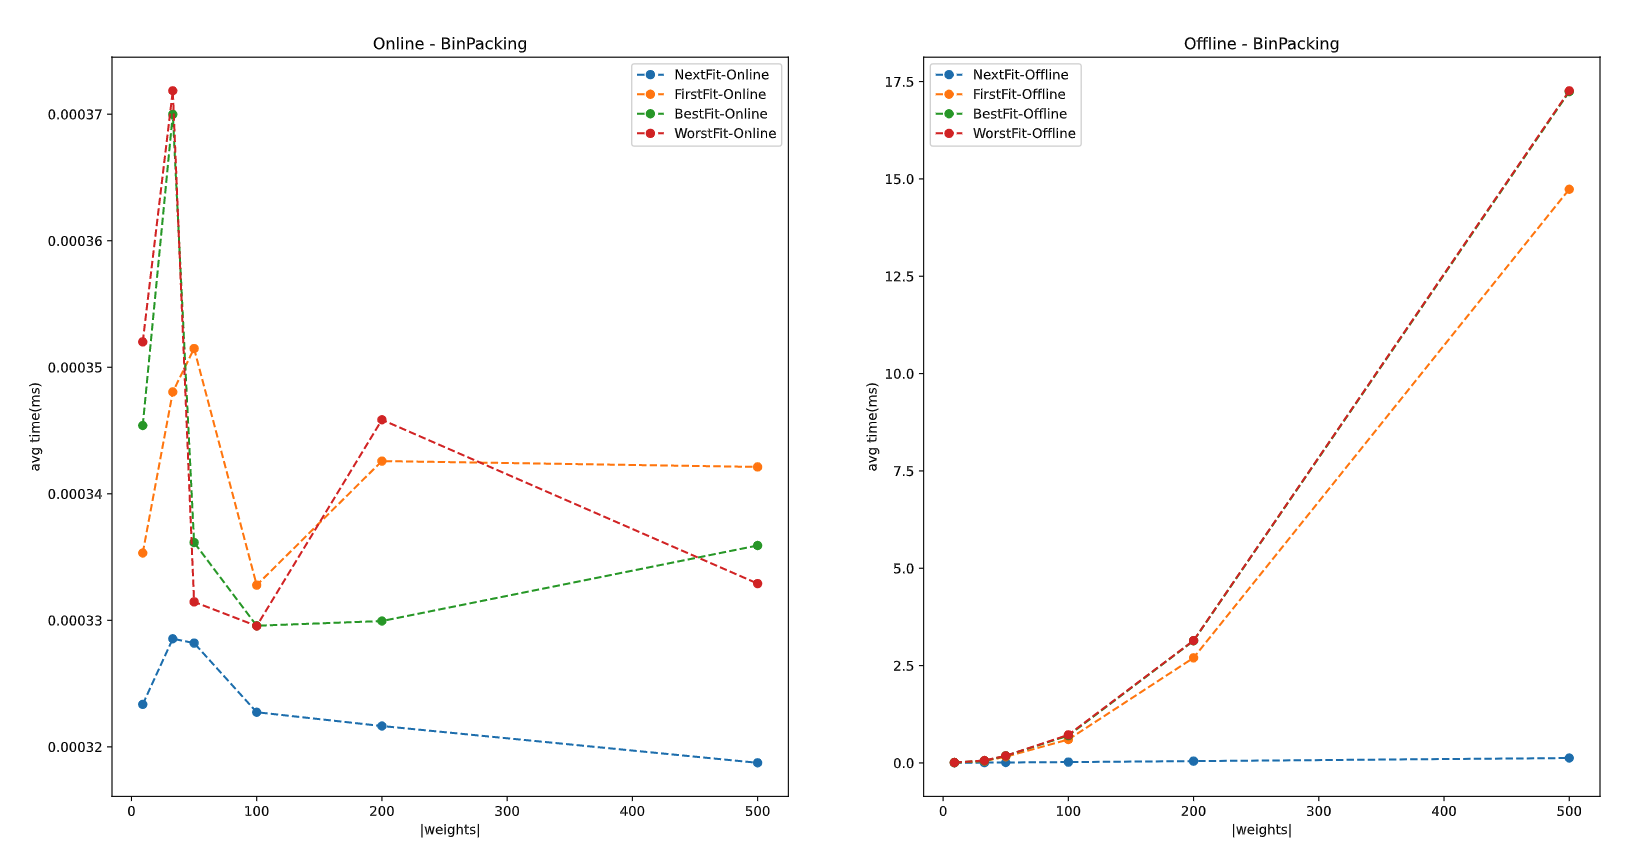 Online - BinPacking
NextFit-Online
FirstFit-Online
BestFit-Online
WorstFit-Online
0.00037
0.00036
0.00035
0.00034
0.00033
0.00032
avg time(ms)
0 100 200 300 400 500
|weights|
Offline - BinPacking
NextFit-Offline
FirstFit-Offline
BestFit-Offline
WorstFit-Offline
17.5
15.0
12.5
10.0
7.5
5.0
2.5
0.0
avg time(ms)
0 100 200 300 400 500
|weights|